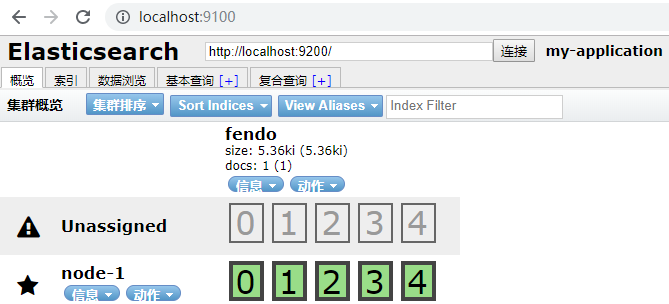 localhost:9100
Elasticsearch http://localhost:9200/ 连接 my-application
概览 索引 数据浏览 基本查询 [+] 复合查询 [+]
集群概览 集群排序 Sort Indices View Aliases Index Filter
fendo
size: 5.36ki (5.36ki)
docs: 1 (1)
信息 动作
Unassigned 0 1 2 3 4
node-1 0 1 2 3 4
信息 动作